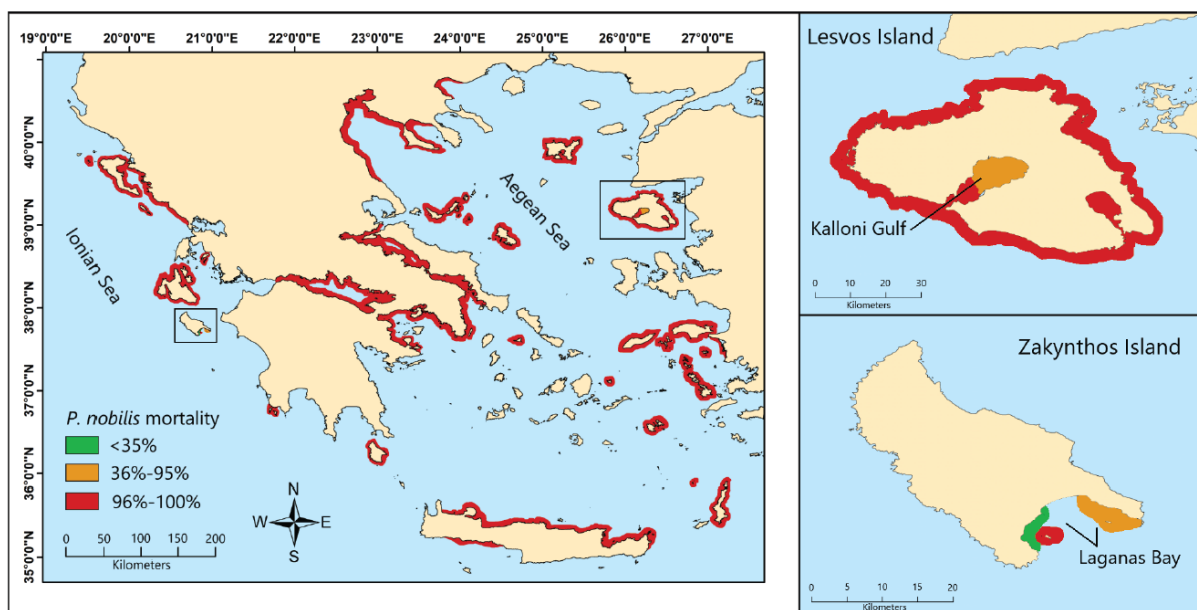 19°0'0"E 20°0'0"E 21°0'0"E 22°0'0"E 23°0'0"E 24°0'0"E 25°0'0"E 26°0'0"E 27°0'0"E
40°0'0"N
39°0'0"N
38°0'0"N
37°0'0"N
36°0'0"N
35°0'0"N
Ionian Sea
Aegean Sea
P. nobilis mortality
<35%
36%-95%
96%-100%
0 50 100 150 200
Kilometers
N
W E
S
Lesvos Island
Kalloni Gulf
0 5 10 20 30
Kilometers
Zakynthos Island
Laganas Bay
0 5 10 15 20
Kilometers